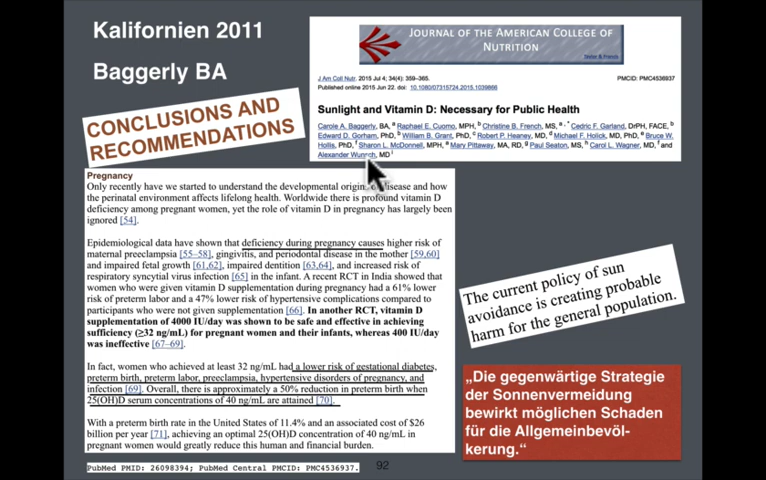 Kalifornien 2011
Baggerly BA
JOURNAL OF THE AMERICAN COLLEGE OF
NUTRITION
Taylor & Francis
J Am Coll Nutr. 2015 Jul 4; 34(4): 359–365.
PMCID: PMC4536937
Published online 2015 Jun 22. doi: 10.1080/07315724.2015.1039866
Sunlight and Vitamin D: Necessary for Public Health
Carole A. Baggerly, BA, a Raphael E. Cuomo, MPH, b Christine B. French, MS, a,* Cedric F. Garland, DrPH, FACE, b
Edward D. Gorham, PhD, b William B. Grant, PhD, c Robert P. Heaney, MD, d Michael F. Holick, MD, PhD, e Bruce W.
Hollis, PhD, f Sharon L. McDonnell, MPH, a Mary Pittaway, MA, RD, g Paul Seaton, MS, h Carol L. Wagner, MD, f and
Alexander Wunsch, MD i
CONCLUSIONS AND
RECOMMENDATIONS
Pregnancy
Only recently have we started to understand the developmental origins of disease and how
the perinatal environment affects lifelong health. Worldwide there is profound vitamin D
deficiency among pregnant women, yet the role of vitamin D in pregnancy has largely been
ignored [54].
Epidemiological data have shown that deficiency during pregnancy causes higher risk of
maternal preeclampsia [55–58], gingivitis, and periodontal disease in the mother [59,60]
and impaired fetal growth [61,62], impaired dentition [63,64], and increased risk of
respiratory syncytial virus infection [65] in the infant. A recent RCT in India showed that
women who were given vitamin D supplementation during pregnancy had a 61% lower
risk of preterm labor and a 47% lower risk of hypertensive complications compared to
participants who were not given supplementation [66]. In another RCT, vitamin D
supplementation of 4000 IU/day was shown to be safe and effective in achieving
sufficiency (≥32 ng/mL) for pregnant women and their infants, whereas 400 IU/day
was ineffective [67–69].
In fact, women who achieved at least 32 ng/mL had a lower risk of gestational diabetes,
preterm birth, preterm labor, preeclampsia, hypertensive disorders of pregnancy, and
infection [69]. Overall, there is approximately a 50% reduction in preterm birth when
25(OH)D serum concentrations of 40 ng/mL are attained [70].
With a preterm birth rate in the United States of 11.4% and an associated cost of $26
billion per year [71], achieving an optimal 25(OH)D concentration of 40 ng/mL in
pregnant women would greatly reduce this human and financial burden.
The current policy of sun
avoidance is creating probable
harm for the general population.
„Die gegenwärtige Strategie
der Sonnenvermeidung
bewirkt möglichen Schaden
für die Allgemeinbevöl-
kerung.“
PubMed PMID: 26098394; PubMed Central PMCID: PMC4536937.
92